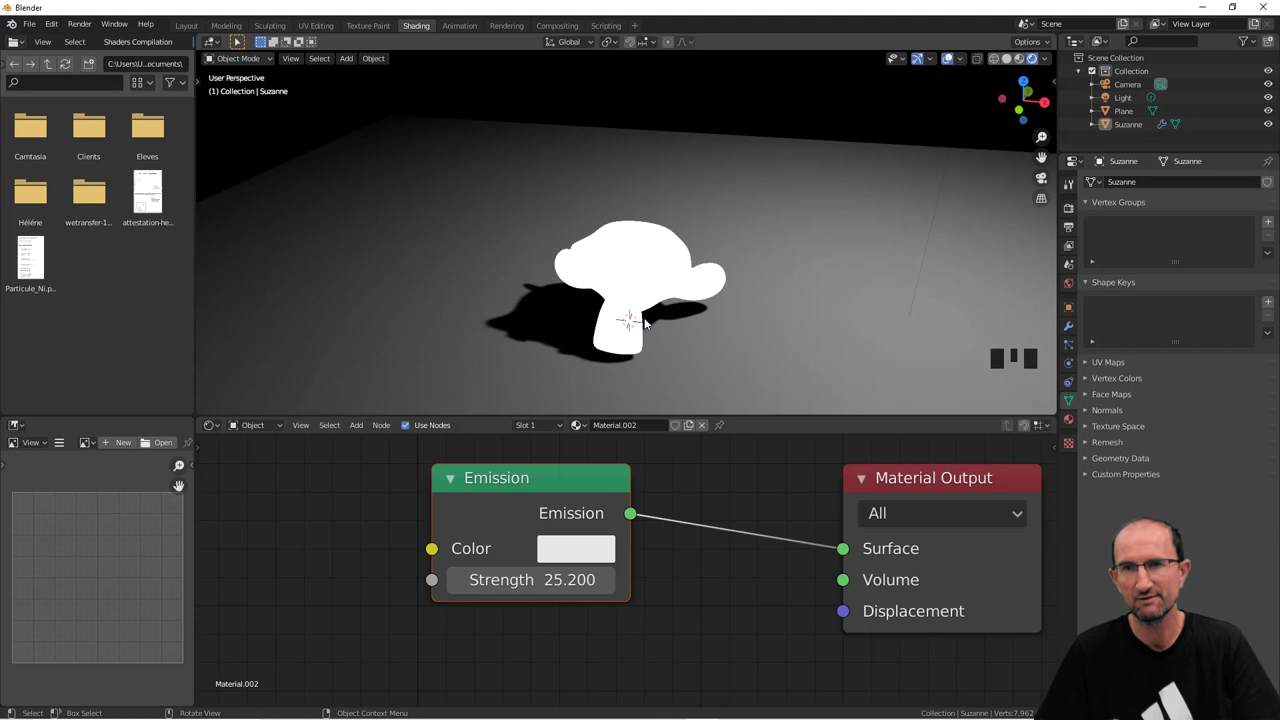 Blender
File Edit Render Window Help Layout Modeling Sculpting UV Editing Texture Paint Shading Animation Rendering Compositing Scripting + Scene View Layer
View Select Shaders Compilation Global Options
C:\Users\U...ocuments\ Object Mode View Select Add Object
Scene Collection
Collection
Camera
Light
Plane
Suzanne
User Perspective
(1) Collection | Suzanne
Z
X
Y
Camtasia Clients Eleves
Hélène wetransfer-1... attestation-he...
Particule_Ni.p...
Suzanne Suzanne
Suzanne
Vertex Groups
Shape Keys
UV Maps
Vertex Colors
Face Maps
Normals
Texture Space
Remesh
Geometry Data
Custom Properties
Object View Select Add Node Use Nodes Slot 1 Material.002
View New Open
Emission
Emission
Color
Strength 25.200
Material Output
All
Surface
Volume
Displacement
Material.002
Select Box Select Rotate View Object Context Menu Collection | Suzanne | Verts:7,962